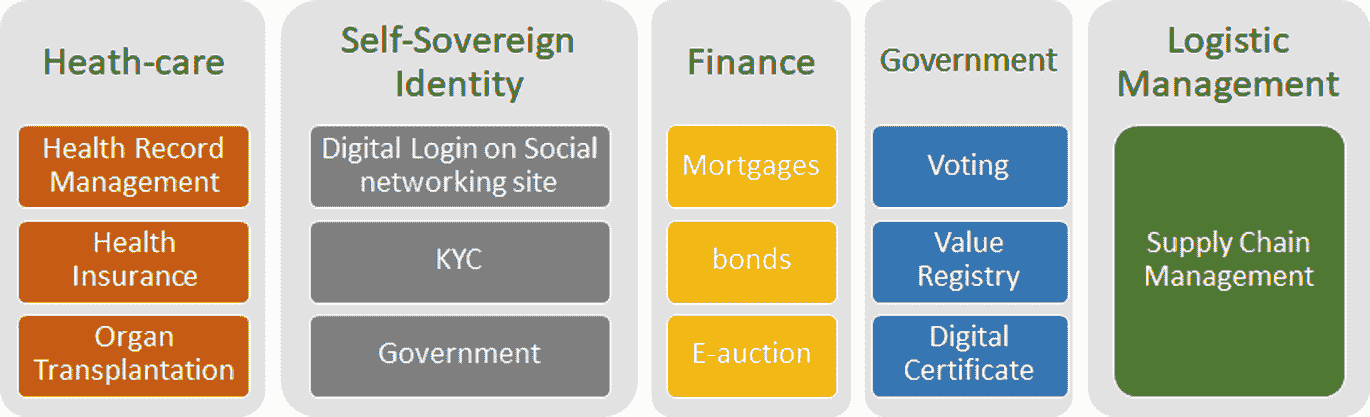 Heath-care
Health Record
Management
Health
Insurance
Organ
Transplantation
Self-Sovereign
Identity
Digital Login on Social
networking site
KYC
Government
Finance
Mortgages
bonds
E-auction
Government
Voting
Value
Registry
Digital
Certificate
Logistic
Management
Supply Chain
Management